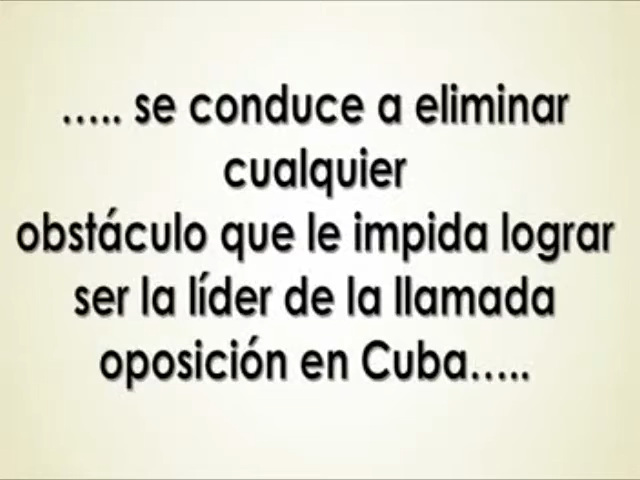 ..... se conduce a eliminar
cualquier
obstáculo que le impida lograr
ser la líder de la llamada
oposición en Cuba.....